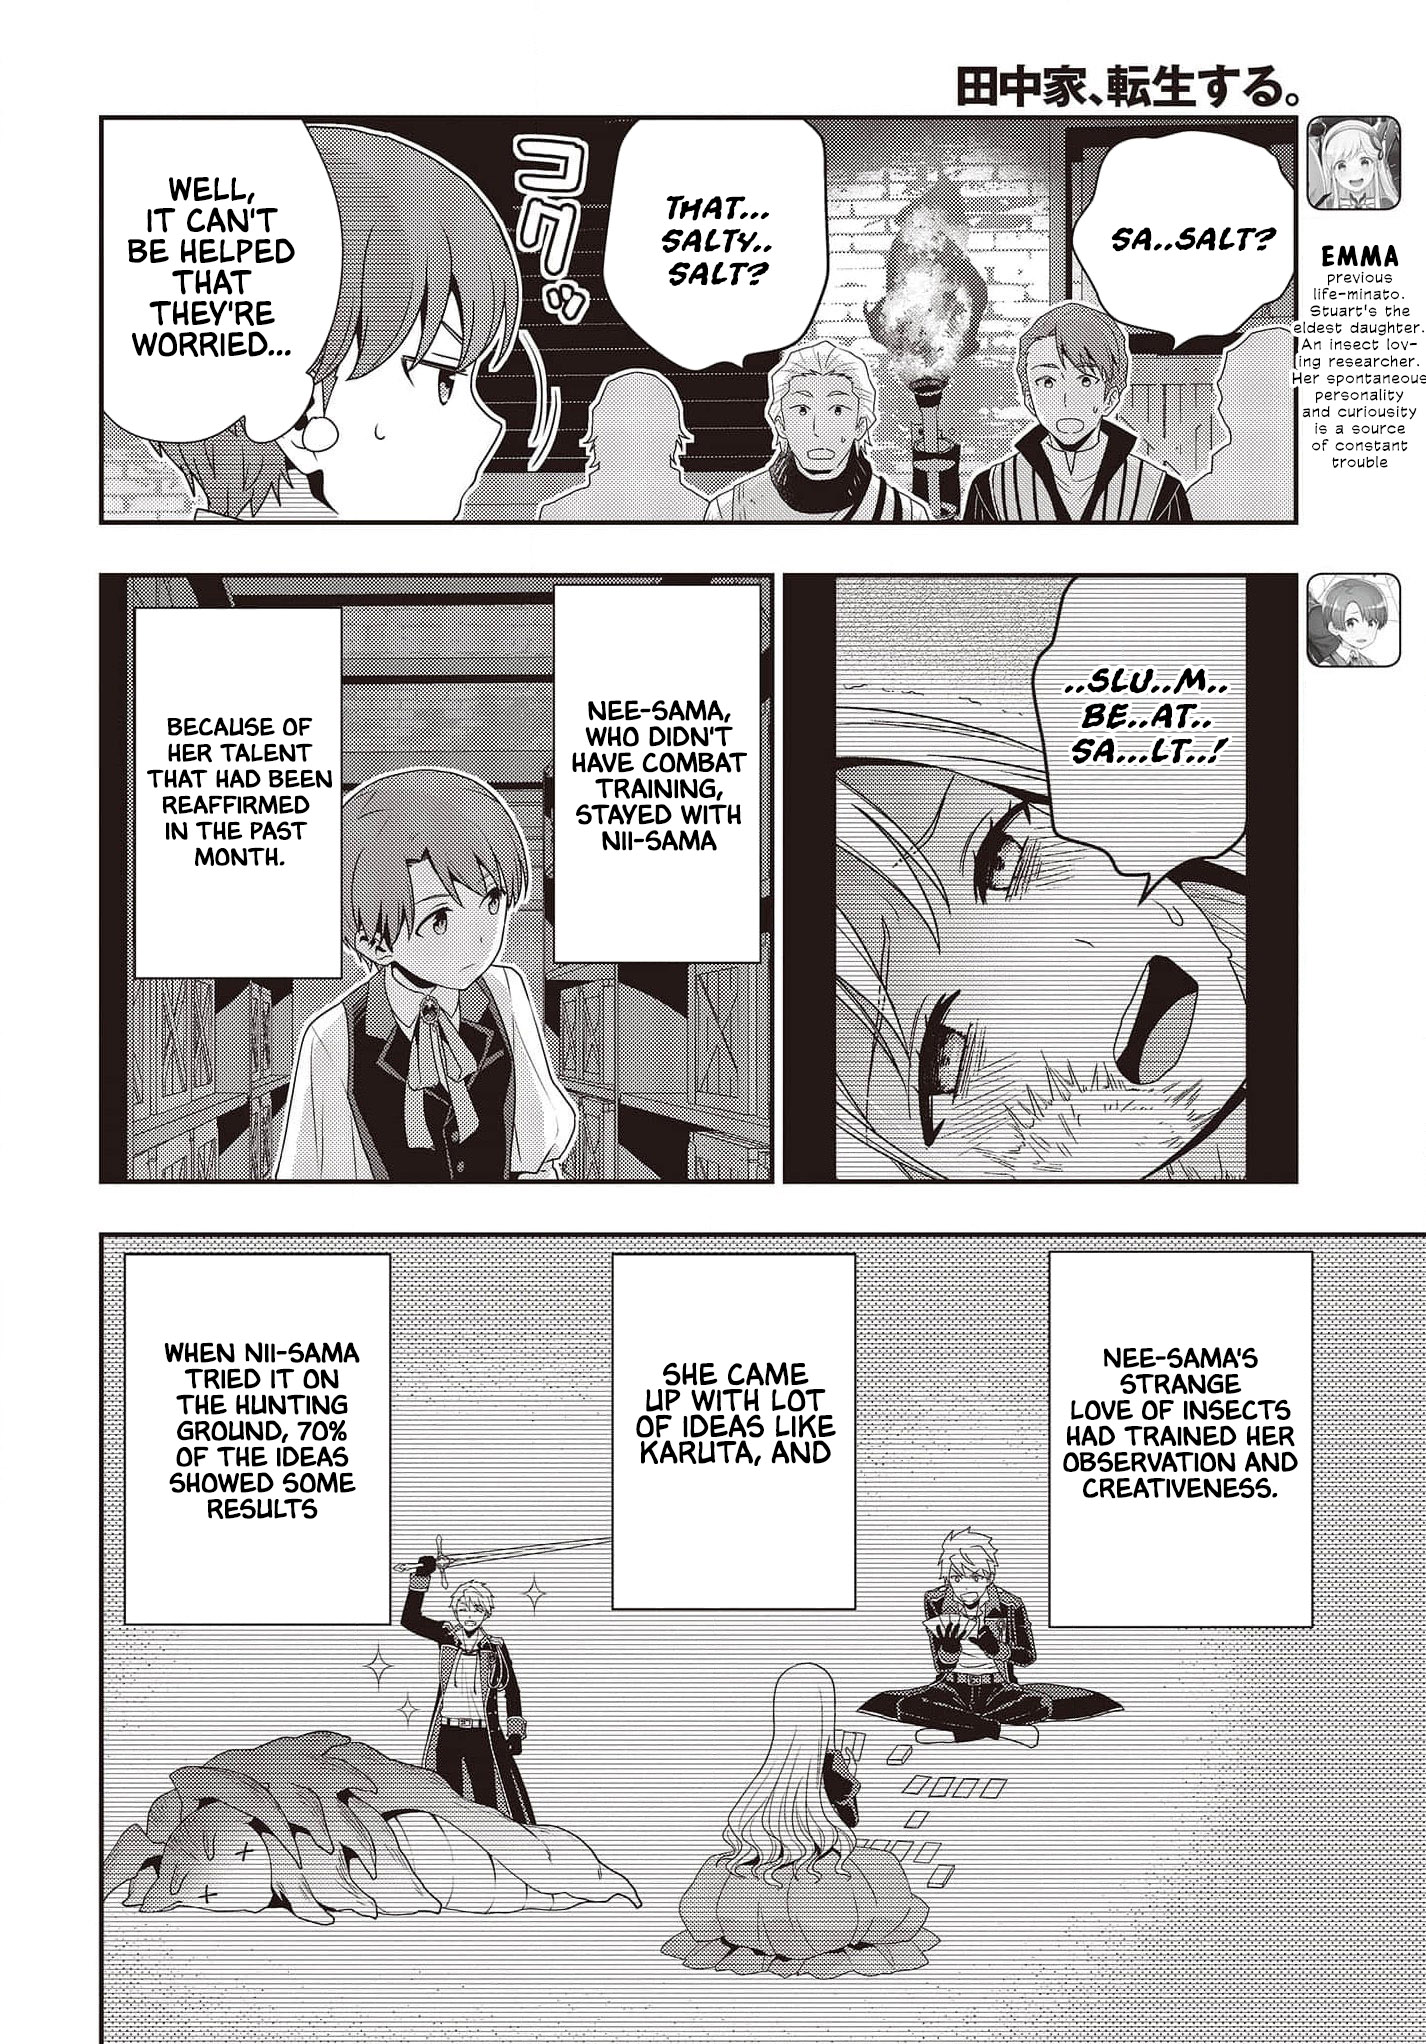 田中家、転生する。
SA..SALT?
THAT...
SALTY..
SALT?
コクッ
WELL,
IT CAN'T
BE HELPED
THAT
THEY'RE
WORRIED...
EMMA
previous
life-minato.
Stuart's the
eldest daughter.
An insect lov-
ing researcher.
Her spontaneous
personality
and curiousity
is a source
of constant
trouble
..SLU..M..
BE..AT..
SA...LT..!
NEE-SAMA,
WHO DIDN'T
HAVE COMBAT
TRAINING,
STAYED WITH
NII-SAMA
BECAUSE OF
HER TALENT
THAT HAD BEEN
REAFFIRMED
IN THE PAST
MONTH.
NEE-SAMA'S
STRANGE
LOVE OF INSECTS
HAD TRAINED HER
OBSERVATION AND
CREATIVENESS.
SHE CAME
UP WITH LOT
OF IDEAS LIKE
KARUTA, AND
WHEN NII-SAMA
TRIED IT ON
THE HUNTING
GROUND, 70%
OF THE IDEAS
SHOWED SOME
RESULTS